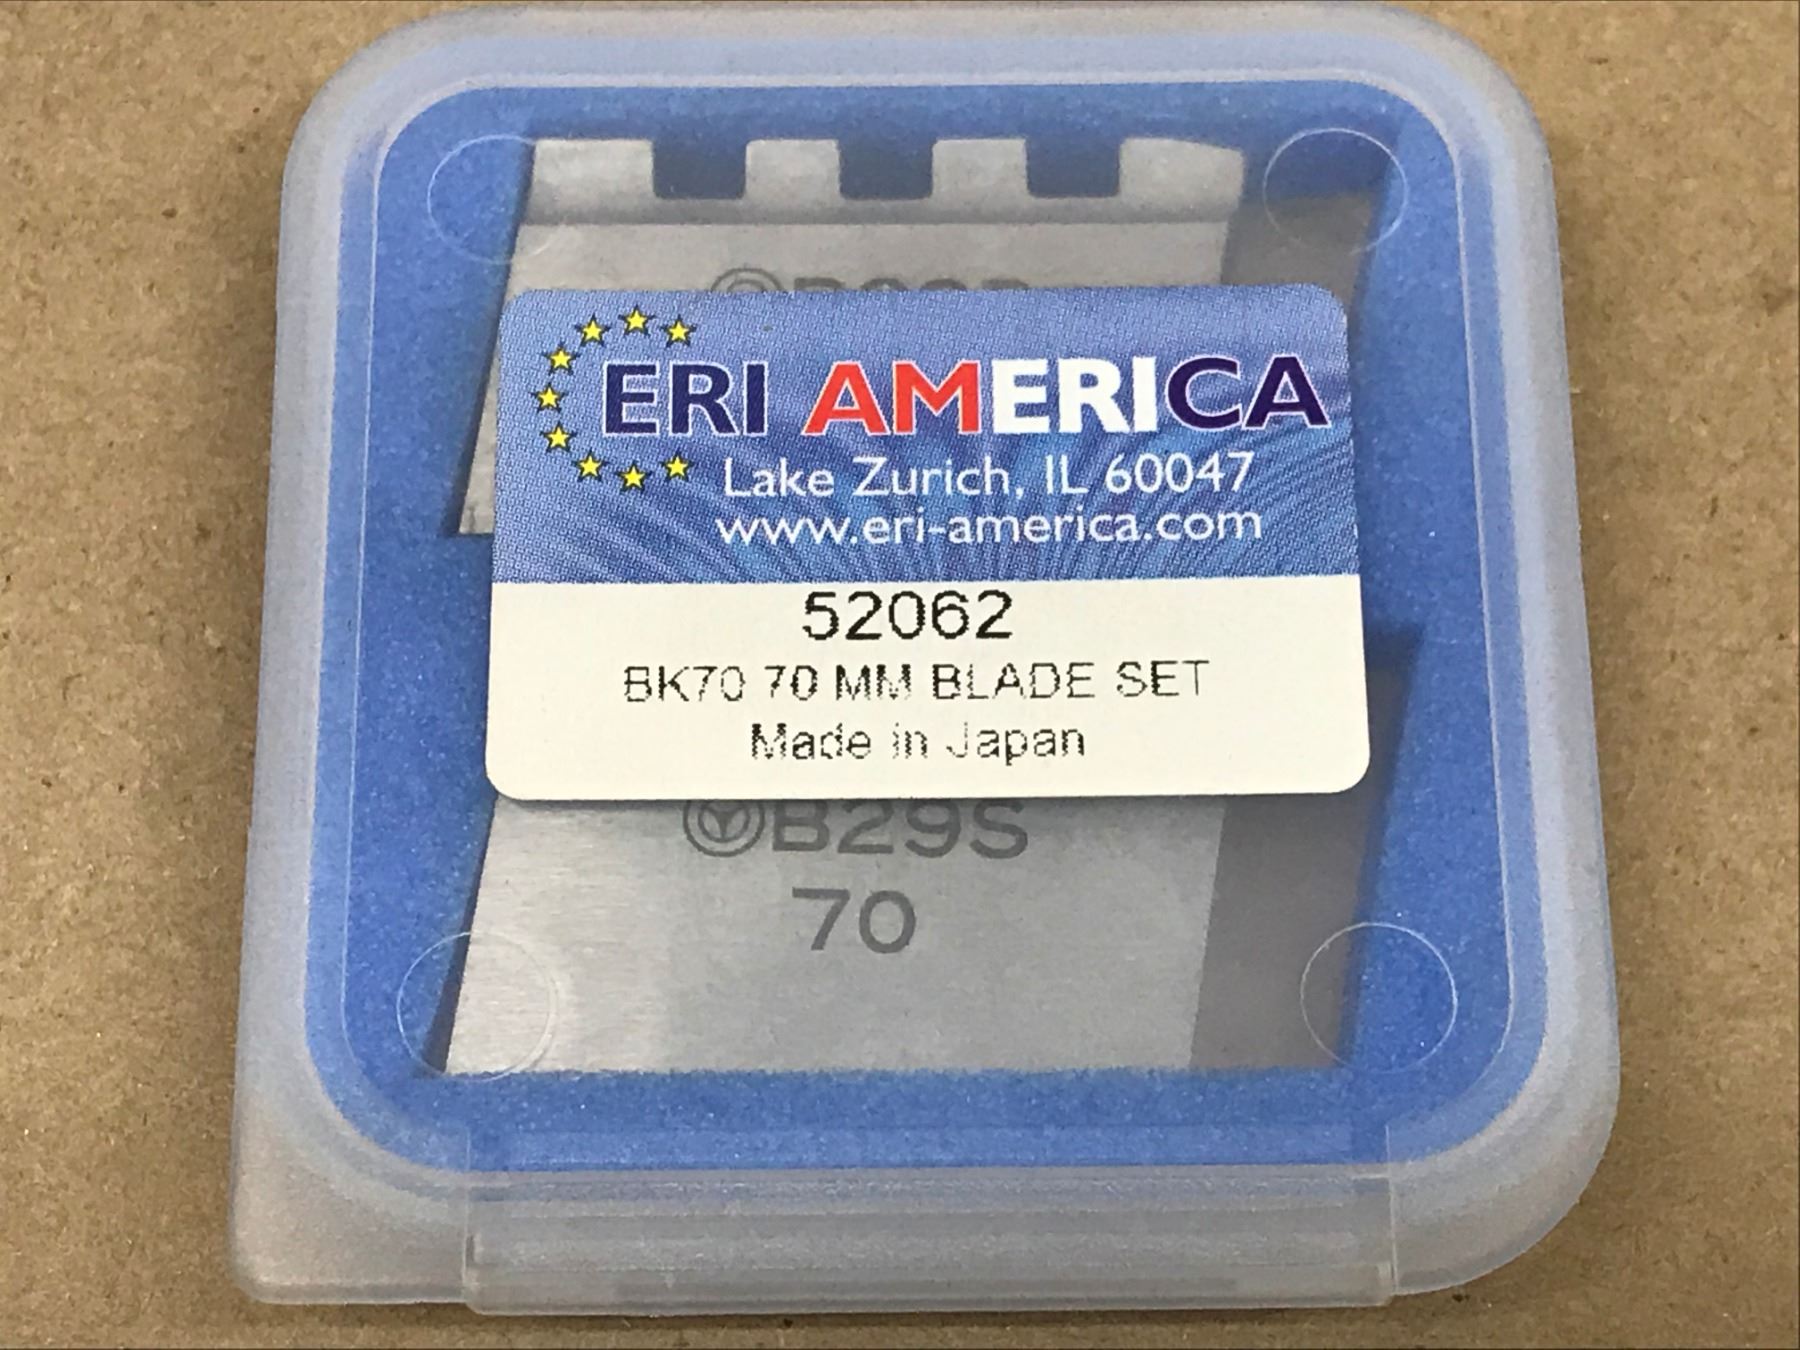 ERI AMERICA
Lake Zurich, IL 60047
www.eri-america.com
52062
BK70 70 MM BLADE SET
Made in Japan
B29S
70